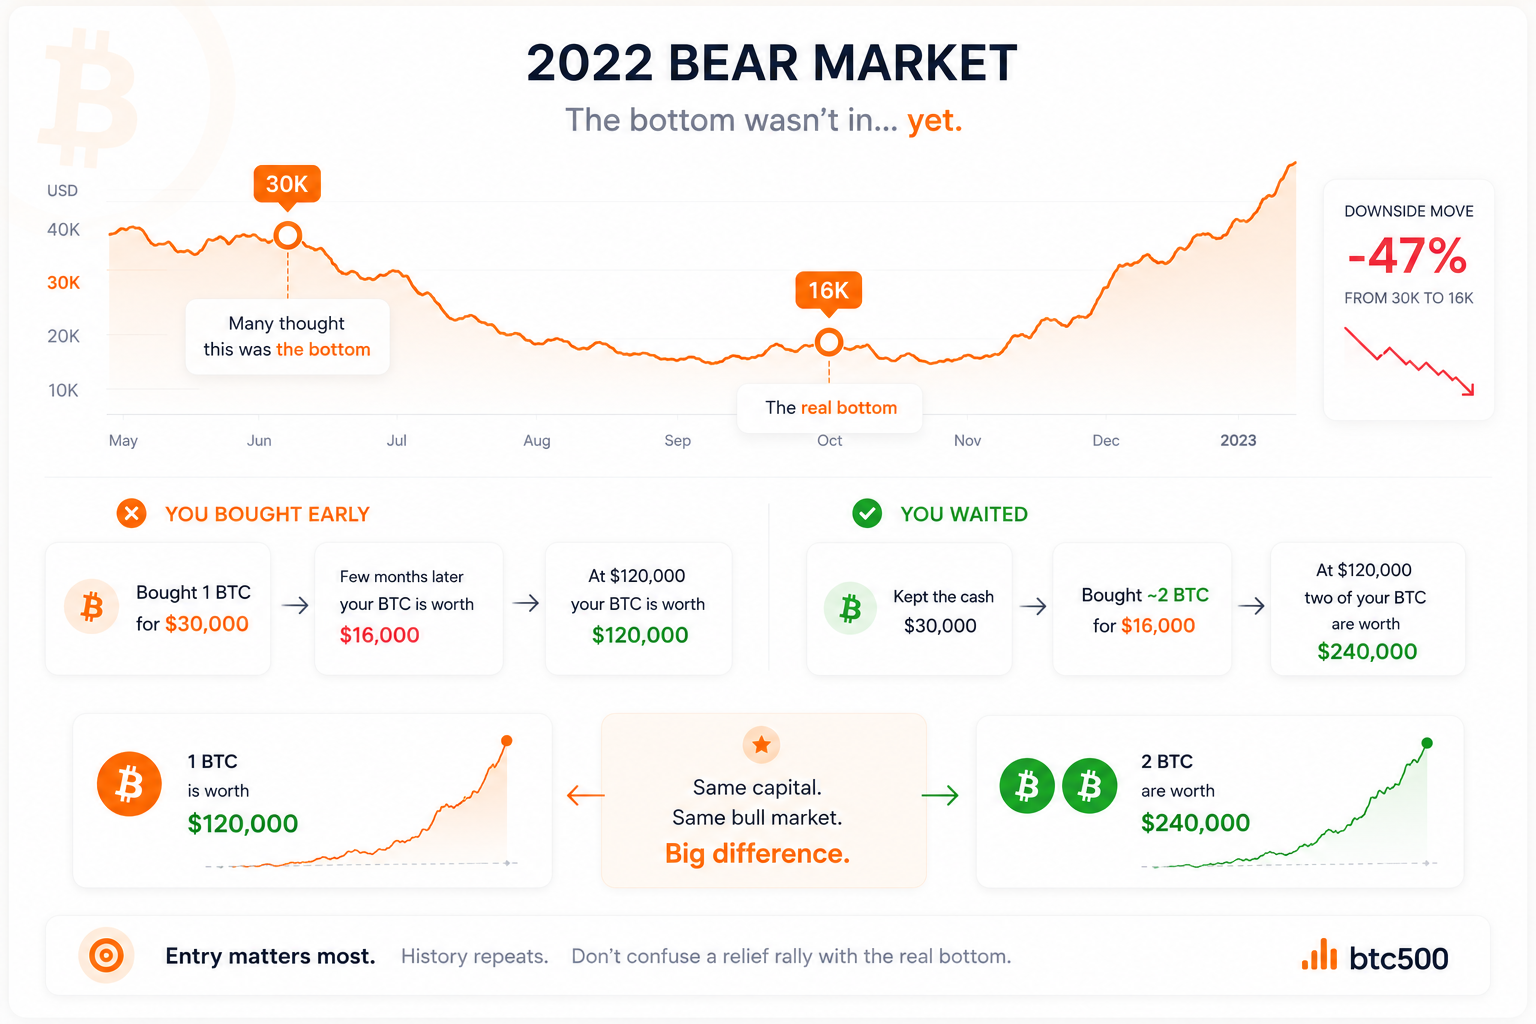 2022 BEAR MARKET
The bottom wasn't in... yet.
USD
40K
30K
20K
10K
30K
Many thought
this was the bottom
16K
The real bottom
May
Jun
Jul
Aug
Sep
Oct
Nov
Dec
2023
DOWNSIDE MOVE
-47%
FROM 30K TO 16K
YOU BOUGHT EARLY
Bought 1 BTC
for $30,000
Few months later
your BTC is worth
$16,000
At $120,000
your BTC is worth
$120,000
YOU WAITED
Kept the cash
$30,000
Bought ~2 BTC
for $16,000
At $120,000
two of your BTC
are worth
$240,000
1 BTC
is worth
$120,000
Same capital.
Same bull market.
Big difference.
2 BTC
are worth
$240,000
Entry matters most. History repeats. Don't confuse a relief rally with the real bottom.
btc500